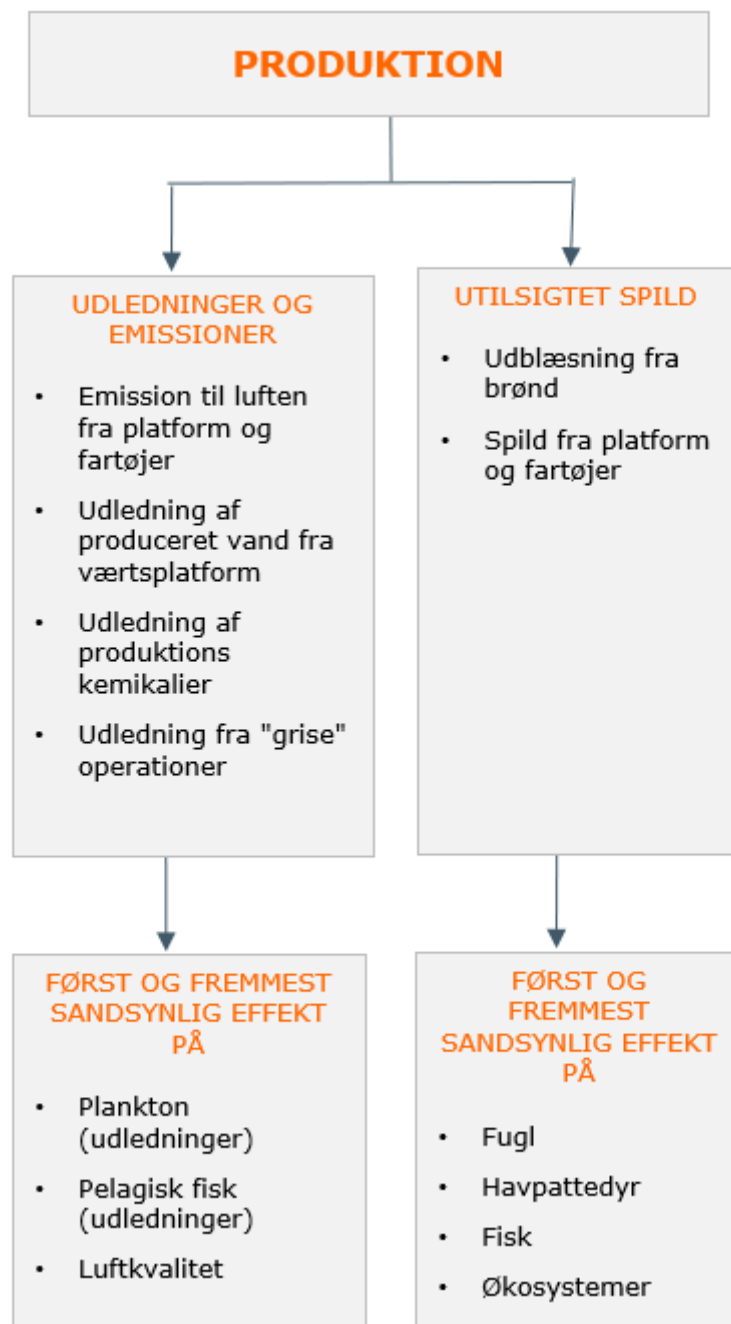 PRODUKTION
UDLEDNINGER OG
EMISSIONER
• Emission til luften
fra platform og
fartøjer
• Udledning af
produceret vand fra
værtsplatform
• Udledning af
produktions
kemikalier
• Udledning fra "grise"
operationer
UTILSIGTET SPILD
• Udblæsning fra
brønd
• Spild fra platform
og fartøjer
FØRST OG FREMMEST
SANDSYNLIG EFFEKT
PÅ
• Plankton
(udledninger)
• Pelagisk fisk
(udledninger)
• Luftkvalitet
FØRST OG
FREMMEST
SANDSYNLIG EFFEKT
PÅ
• Fugl
• Havpattedyr
• Fisk
• Økosystemer